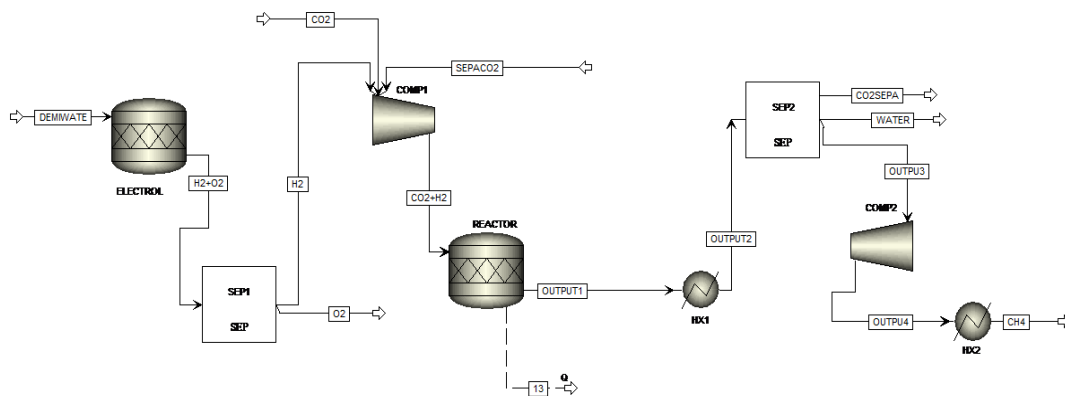 CO2
SEPACO2
COMP1
DEMIWATE
ELECTROL
H2+O2
H2
SEP1
SEP
O2
CO2+H2
REACTOR
OUTPUT1
13
Q
HX1
OUTPUT2
SEP2
SEP
CO2SEPA
WATER
OUTPU3
COMP2
OUTPU4
HX2
CH4